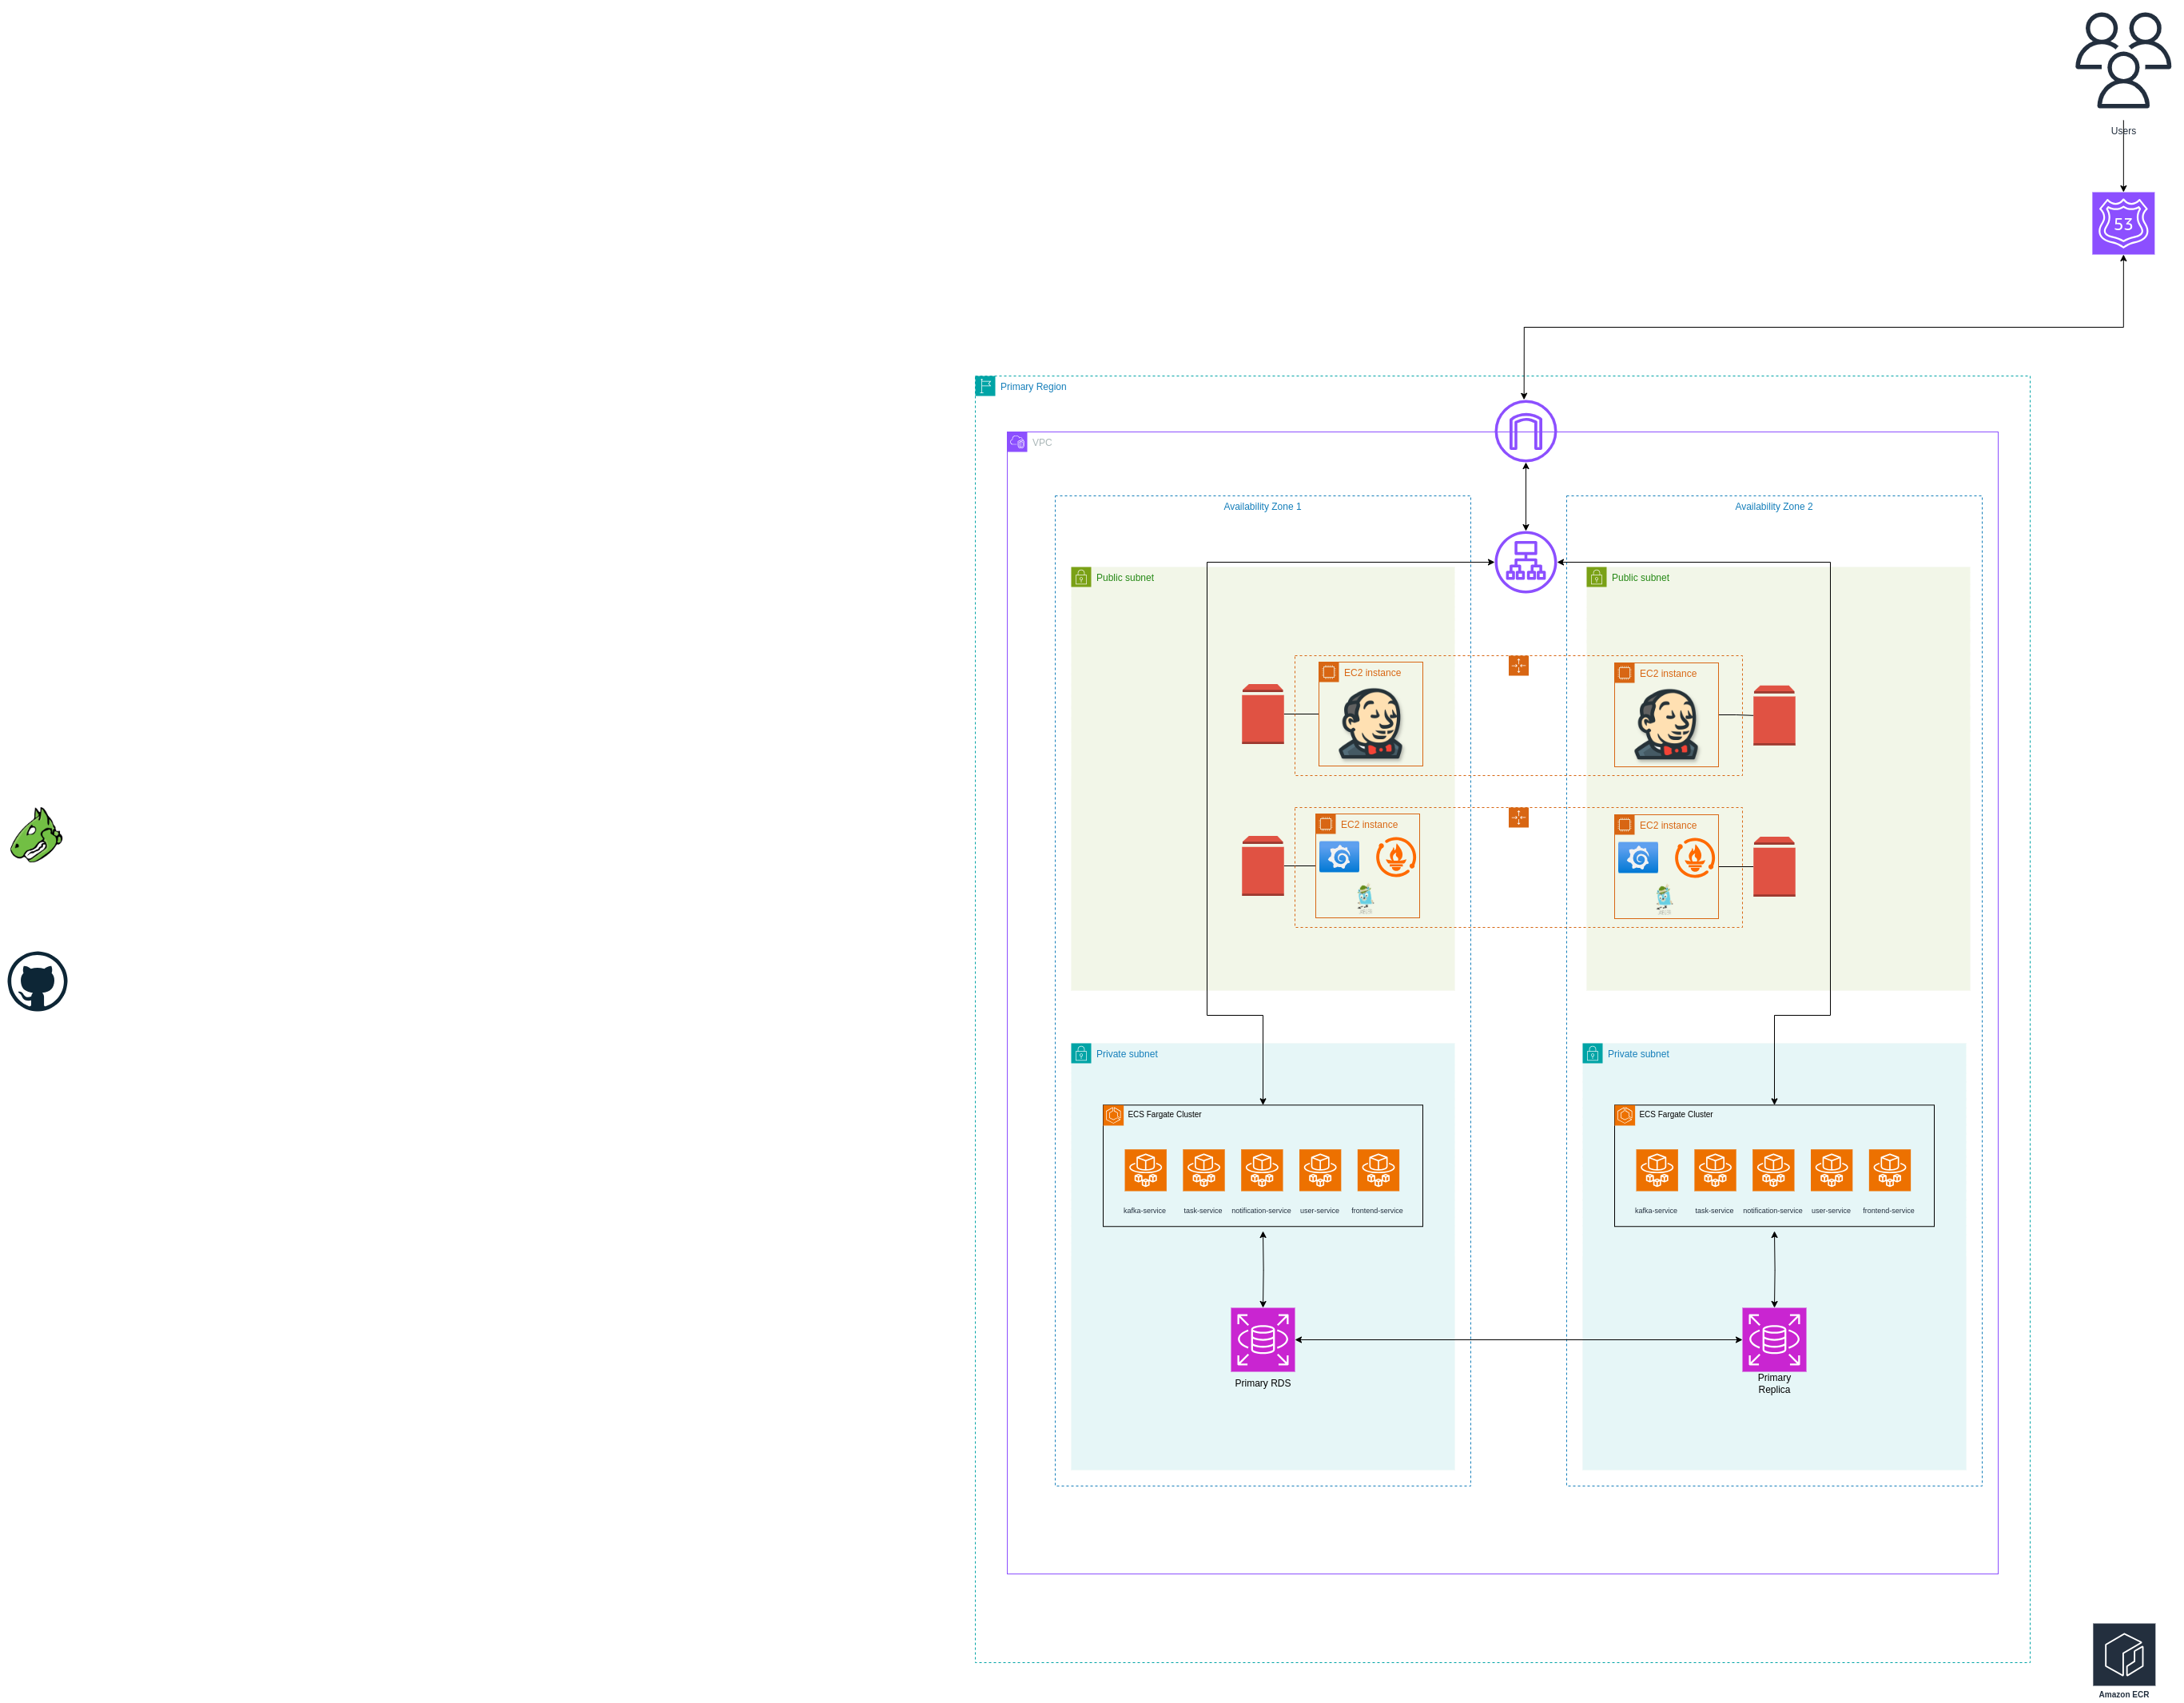 Users
53
Primary Region
VPC
Availability Zone 1
Availability Zone 2
Public subnet
Public subnet
EC2 instance
EC2 instance
EC2 instance
EC2 instance
Private subnet
Private subnet
ECS Fargate Cluster
ECS Fargate Cluster
kafka-service
task-service
notification-service
user-service
frontend-service
kafka-service
task-service
notification-service
user-service
frontend-service
Primary RDS
Primary
Replica
Amazon ECR